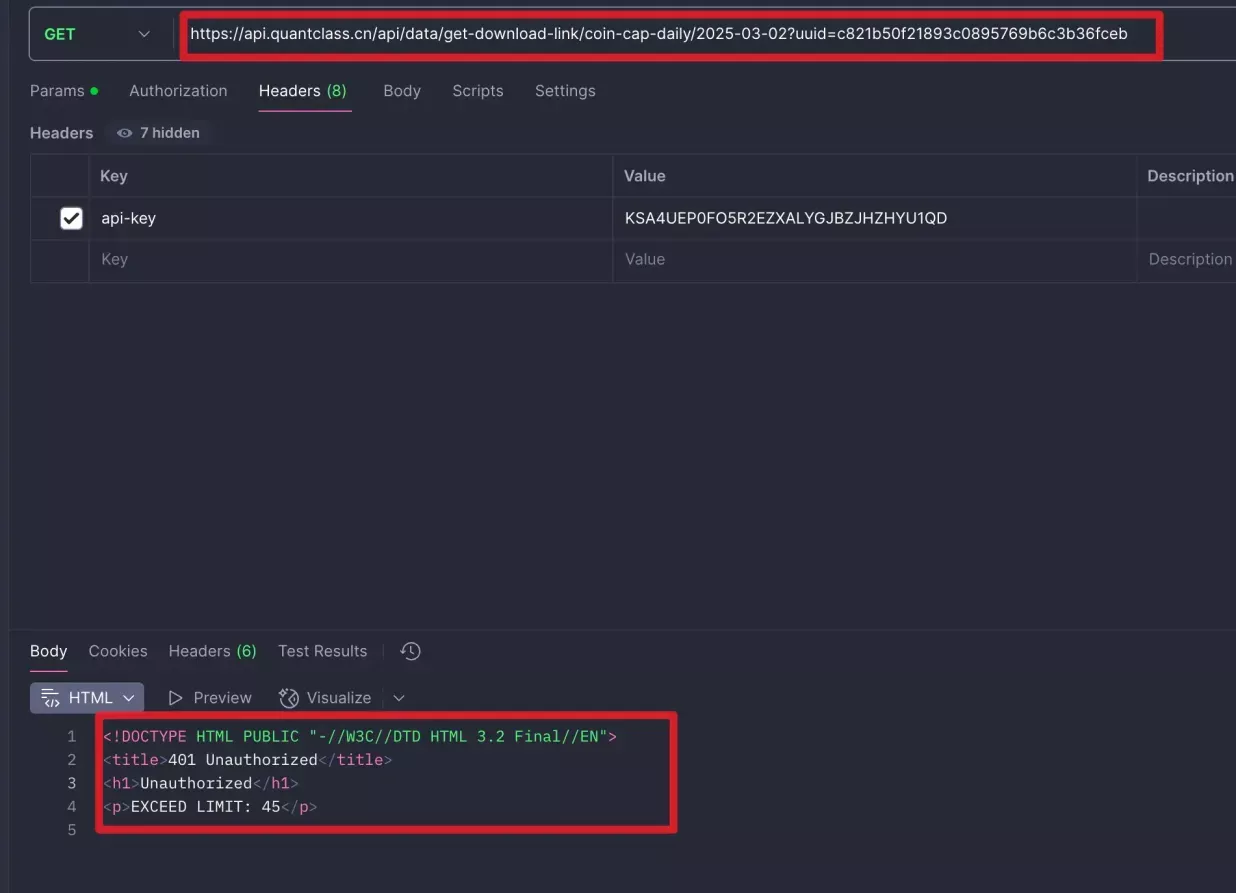 GET https://api.quantclass.cn/api/data/get-download-link/coin-cap-daily/2025-03-02?uuid=c821b50f21893c0895769b6c3b36fceb
Params Authorization Headers (8) Body Scripts Settings
Headers 7 hidden
Key Value Description
api-key KSA4UEP0FO5R2EZXALYGJBZJHZHYU1QD
Key Value Description
Body Cookies Headers (6) Test Results
HTML Preview Visualize
1 <!DOCTYPE HTML PUBLIC "-//W3C//DTD HTML 3.2 Final//EN">
2 <title>401 Unauthorized</title>
3 <h1>Unauthorized</h1>
4 <p>EXCEED LIMIT: 45</p>
5